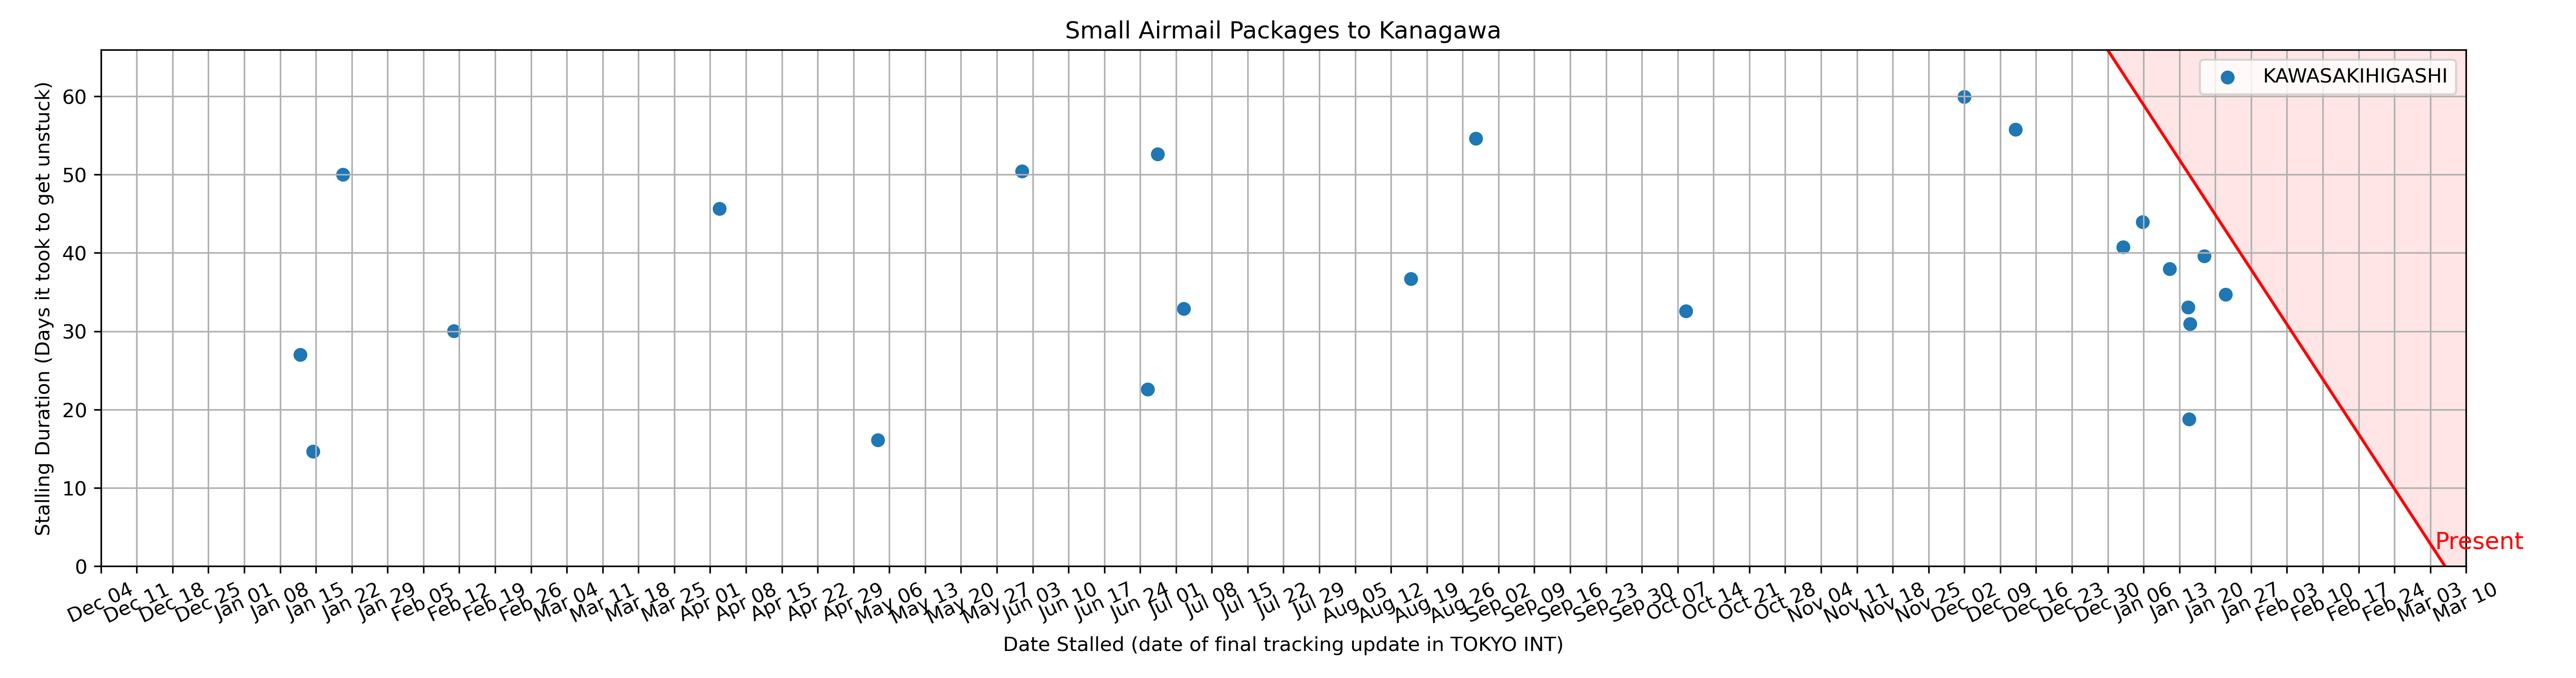 Small Airmail Packages to Kanagawa
KAWASAKIHIGASHI
Stalling Duration (Days it took to get unstuck)
60
50
40
30
20
10
0
Present
Dec 04 Dec 11 Dec 18 Dec 25 Jan 01 Jan 08 Jan 15 Jan 22 Jan 29 Feb 05 Feb 12 Feb 19 Feb 26 Mar 04 Mar 11 Mar 18 Mar 25 Apr 01 Apr 08 Apr 15 Apr 22 Apr 29 May 06 May 13 May 20 May 27 Jun 03 Jun 10 Jun 17 Jun 24 Jul 01 Jul 08 Jul 15 Jul 22 Jul 29 Aug 05 Aug 12 Aug 19 Aug 26 Sep 02 Sep 09 Sep 16 Sep 23 Sep 30 Oct 07 Oct 14 Oct 21 Oct 28 Nov 04 Nov 11 Nov 18 Nov 25 Dec 02 Dec 09 Dec 16 Dec 23 Dec 30 Jan 06 Jan 13 Jan 20 Jan 27 Feb 03 Feb 10 Feb 17 Feb 24 Mar 03 Mar 10
Date Stalled (date of final tracking update in TOKYO INT)